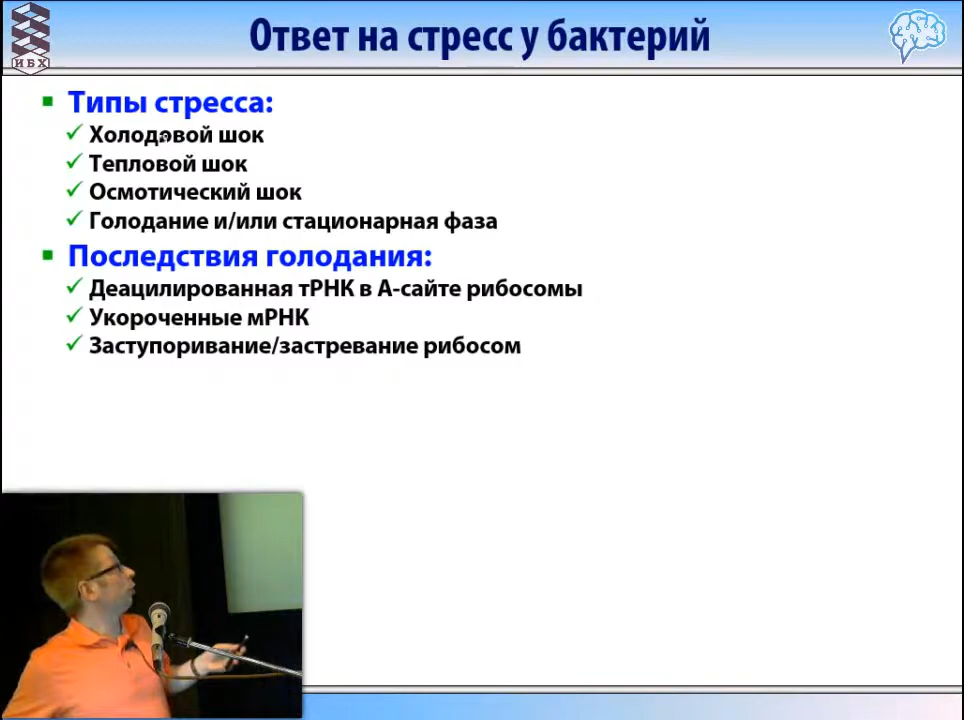 ИБХ
Ответ на стресс у бактерий
Типы стресса:
Холодовой шок
Тепловой шок
Осмотический шок
Голодание и/или стационарная фаза
Последствия голодания:
Деацилированная тРНК в А-сайте рибосомы
Укороченные мРНК
Заступоривание/застревание рибосом